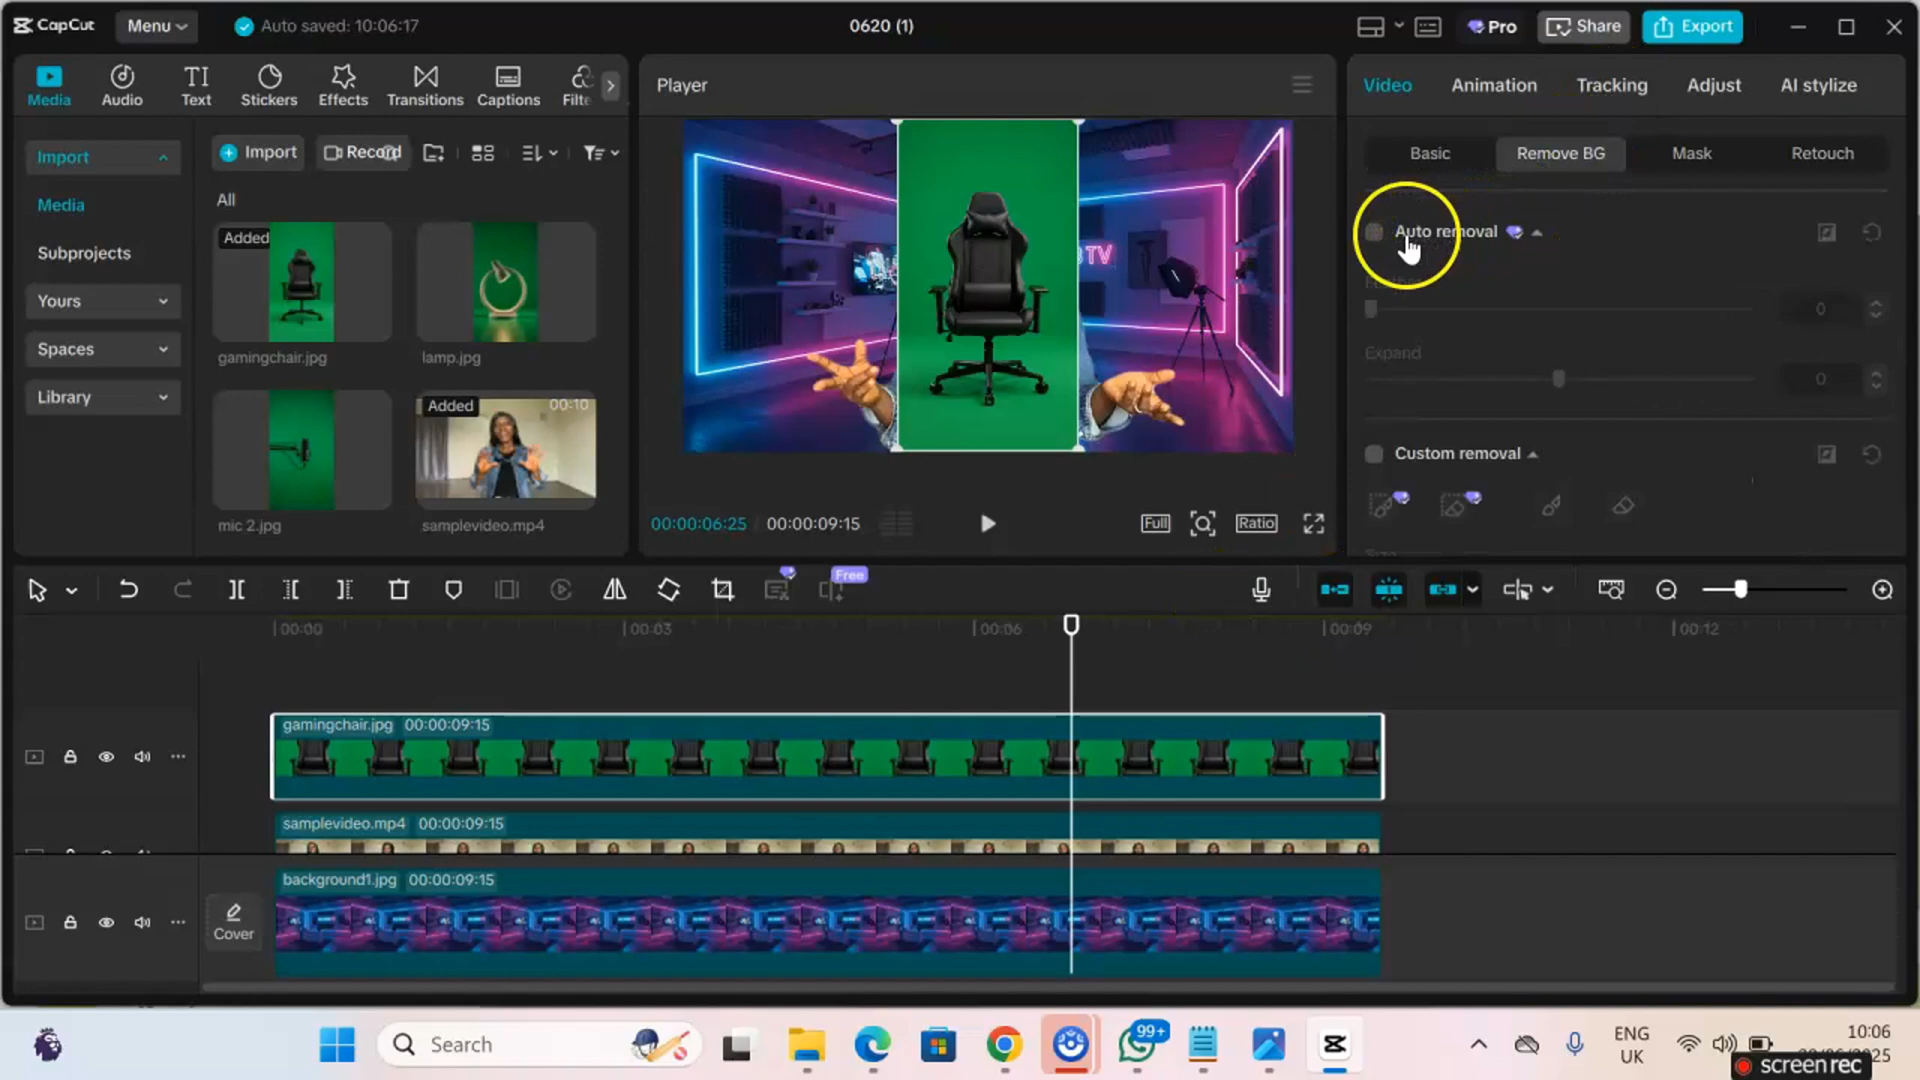 CapCut
Menu
Auto saved: 10:06:17
0620 (1)
Pro
Share
Export
Media
Audio
Text
Stickers
Effects
Transitions
Captions
Filte
Player
Video
Animation
Tracking
Adjust
AI stylize
Import
Media
Subprojects
Yours
Spaces
Library
Import
Record
All
Added
gamingchair.jpg
lamp.jpg
Added
00:10
mic 2.jpg
samplevideo.mp4
TV
00:00:06:25
00:00:09:15
Full
Ratio
Basic
Remove BG
Mask
Retouch
Auto removal
0
Expand
0
Custom removal
Size
Free
00:00
00:03
00:06
00:09
00:12
gamingchair.jpg 00:00:09:15
samplevideo.mp4 00:00:09:15
background1.jpg 00:00:09:15
Cover
Search
99+
ENG
UK
10:06
screen rec